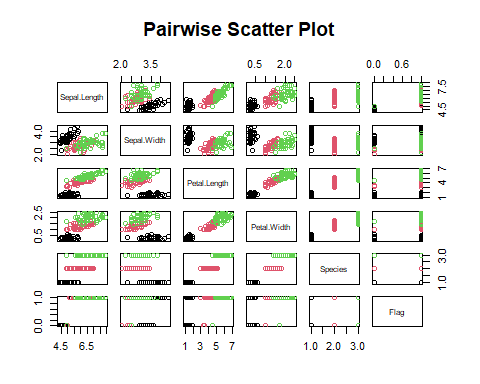 Pairwise Scatter Plot
2.0 3.5 0.5 2.0 0.0 0.6
Sepal.Length 4.5 7.5
2.0 4.0 Sepal.Width
Petal.Length 1 4 7
0.5 2.5 Petal.Width
Species 1.0 3.0
0.0 1.0 Flag
4.5 6.5 1 3 5 7 1.0 2.0 3.0